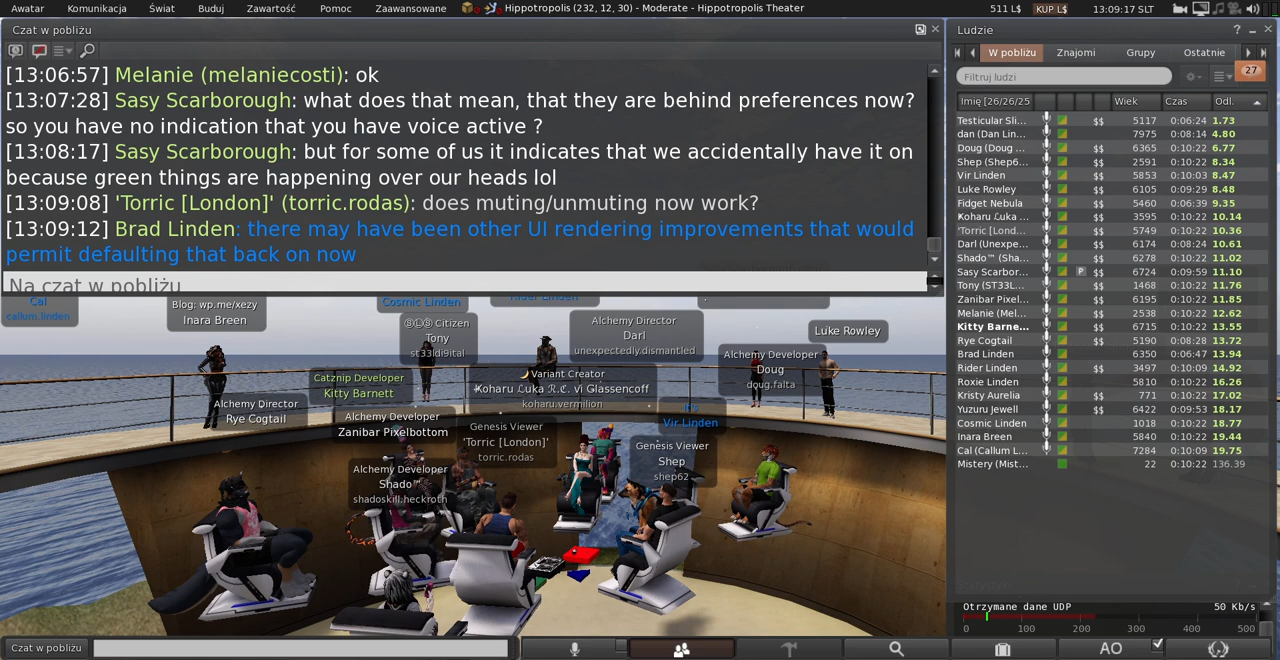 Awatar Komunikacja Świat Buduj Zawartość Pomoc Zaawansowane Hippotropolis (232, 12, 30) - Moderate - Hippotropolis Theater 511 L$ KUP L$ 13:09:17 SLT
Czat w pobliżu
[13:06:57] Melanie (melaniecosti): ok
[13:07:28] Sasy Scarborough: what does that mean, that they are behind preferences now?
so you have no indication that you have voice active ?
[13:08:17] Sasy Scarborough: but for some of us it indicates that we accidentally have it on
because green things are happening over our heads lol
[13:09:08] 'Torric [London]' (torric.rodas): does muting/unmuting now work?
[13:09:12] Brad Linden: there may have been other UI rendering improvements that would
permit defaulting that back on now
Na czat w pobliżu
Cal
callum.linden
Blog: wp.me/xezy
Inara Breen
Cosmic Linden
Rider Linden
ⓈⓁⓈ Citizen
Tony
st33ldi9ital
Alchemy Director
Darl
unexpectedly.dismantled
Luke Rowley
Alchemy Developer
Doug
doug.falta
Catznip Developer
Kitty Barnett
Variant Creator
Koharu Luka ℛ.ℂ. vi Glassencoff
koharu.vermilion
Alchemy Director
Rye Cogtail
Alchemy Developer
Zanibar Pixelbottom
Genesis Viewer
'Torric [London]'
torric.rodas
Vir Linden
Genesis Viewer
Shep
shep62
Alchemy Developer
Shado™
shadoskill.heckroth
Ludzie
W pobliżu Znajomi Grupy Ostatnie
Filtruj ludzi
27
Imię [26/26/25 Wiek Czas Odl.
Testicular Sli... $$ 5117 0:06:24 1.73
dan (Dan Lin... 7975 0:08:14 4.80
Doug (Doug ... $$ 6365 0:10:22 6.77
Shep (Shep6... $$ 2591 0:10:22 8.34
Vir Linden 5853 0:10:03 8.47
Luke Rowley $$ 6105 0:09:29 8.48
Fidget Nebula $$ 5460 0:06:39 9.35
Koharu Łuka ... $$ 3595 0:10:22 10.14
'Torric [Lond... $$ 5749 0:10:22 10.36
Darl (Unexpe... $$ 6174 0:08:24 10.61
Shado™ (Sha... $$ 6278 0:10:22 11.02
Sasy Scarbor... P $$ 6724 0:09:59 11.10
Tony (ST33L... $$ 1468 0:10:22 11.76
Zanibar Pixel... $$ 6195 0:10:22 11.85
Melanie (Mel... $$ 2538 0:10:22 12.62
Kitty Barne... $$ 6715 0:10:22 13.55
Rye Cogtail $$ 5190 0:08:28 13.72
Brad Linden 6350 0:06:47 13.94
Rider Linden $$ 3497 0:10:09 14.92
Roxie Linden 5810 0:10:22 16.26
Kristy Aurelia $$ 771 0:10:22 17.02
Yuzuru Jewell $$ 6422 0:09:53 18.17
Cosmic Linden 1018 0:10:22 18.77
Inara Breen 5840 0:10:22 19.44
Cal (Callum L... 7284 0:10:09 19.75
Mistery (Mist... 22 0:10:22 136.39
Otrzymane dane UDP 50 Kb/s
0 100 200 300 400 500
Czat w pobliżu AO